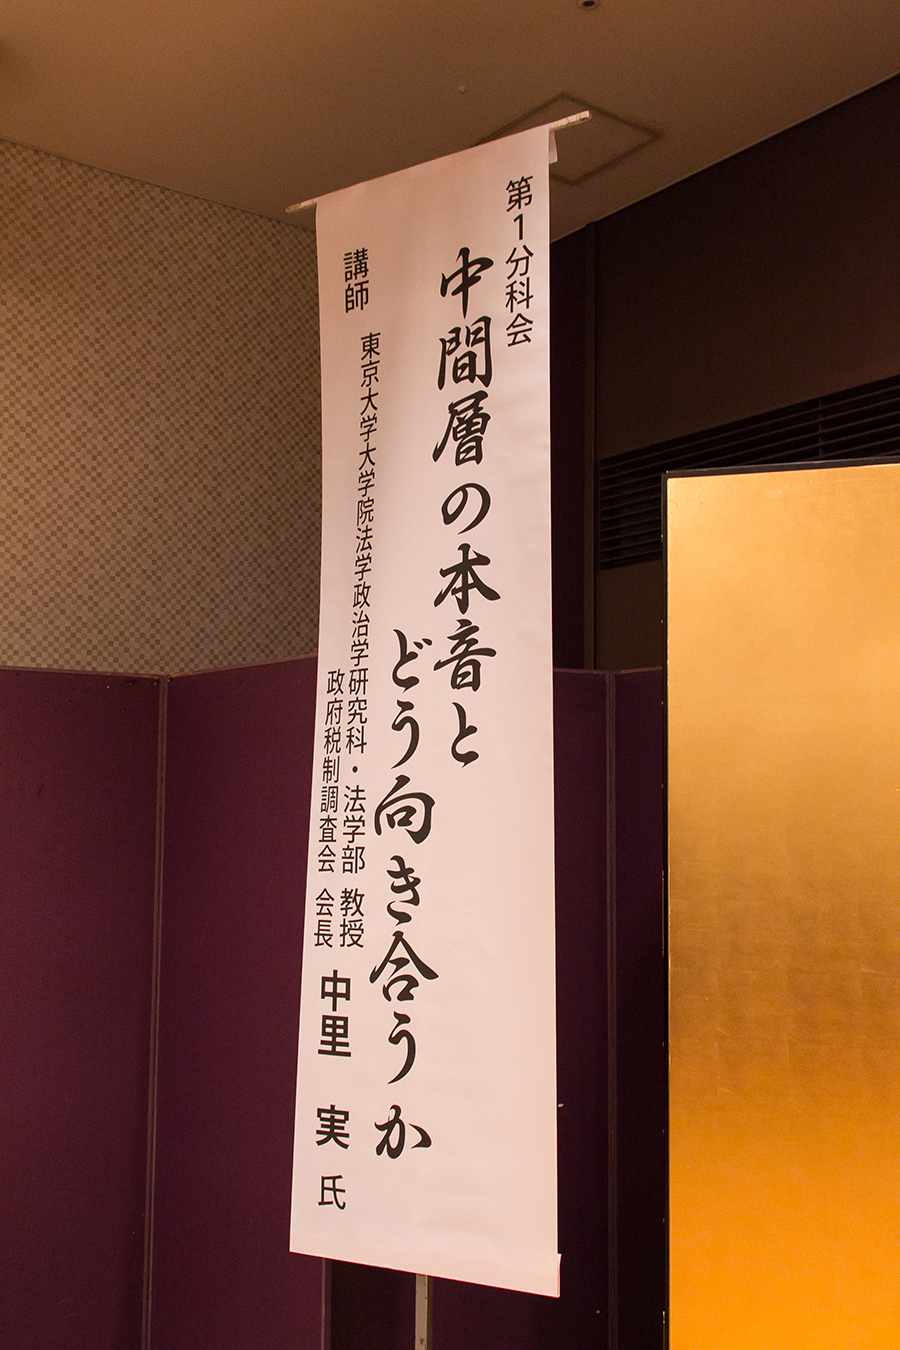 第1分科会
中間層の本音と
どう向き合うか
講師
東京大学大学院法学政治学研究科・法学部 教授
政府税制調査会 会長
中里 実 氏